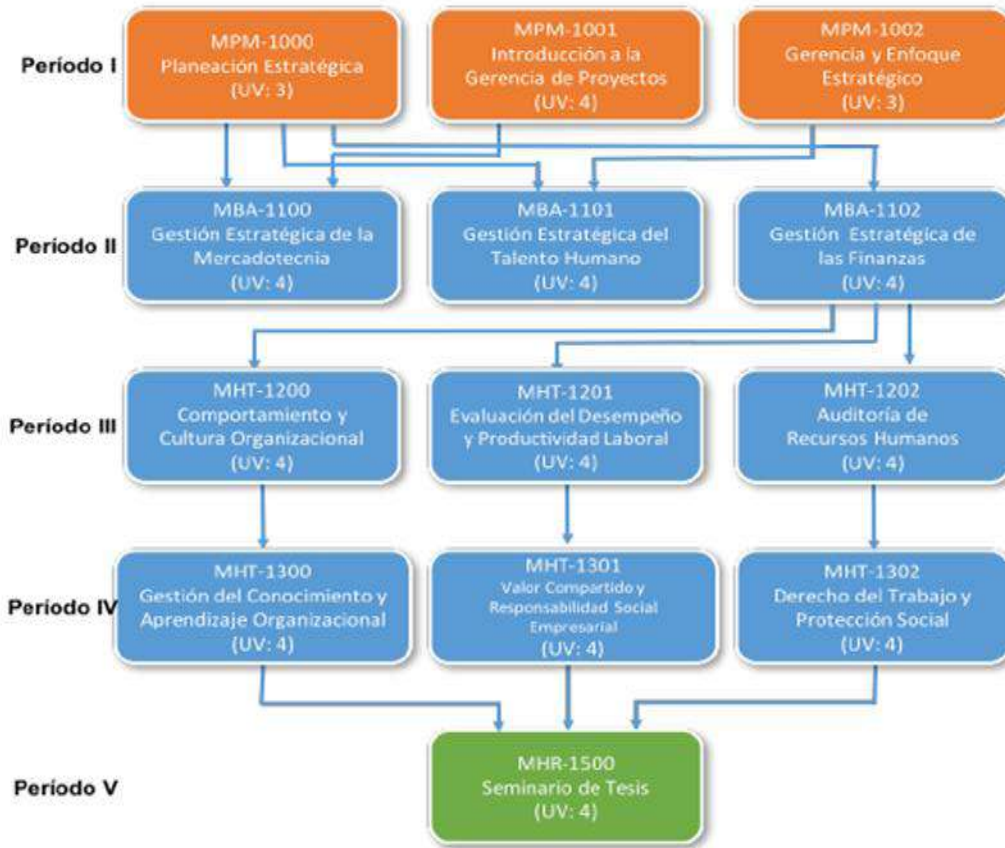 Período I
MPM-1000
Planeación Estratégica
(UV: 3)
MPM-1001
Introducción a la
Gerencia de Proyectos
(UV: 4)
MPM-1002
Gerencia y Enfoque
Estratégico
(UV: 3)
Período II
MBA-1100
Gestión Estratégica de la
Mercadotecnia
(UV: 4)
MBA-1101
Gestión Estratégica del
Talento Humano
(UV: 4)
MBA-1102
Gestión Estratégica de
las Finanzas
(UV: 4)
Período III
MHT-1200
Comportamiento y
Cultura Organizacional
(UV: 4)
MHT-1201
Evaluación del Desempeño
y Productividad Laboral
(UV: 4)
MHT-1202
Auditoría de
Recursos Humanos
(UV: 4)
Período IV
MHT-1300
Gestión del Conocimiento y
Aprendizaje Organizacional
(UV: 4)
MHT-1301
Valor Compartido y
Responsabilidad Social
Empresarial
(UV: 4)
MHT-1302
Derecho del Trabajo y
Protección Social
(UV: 4)
Período V
MHR-1500
Seminario de Tesis
(UV: 4)